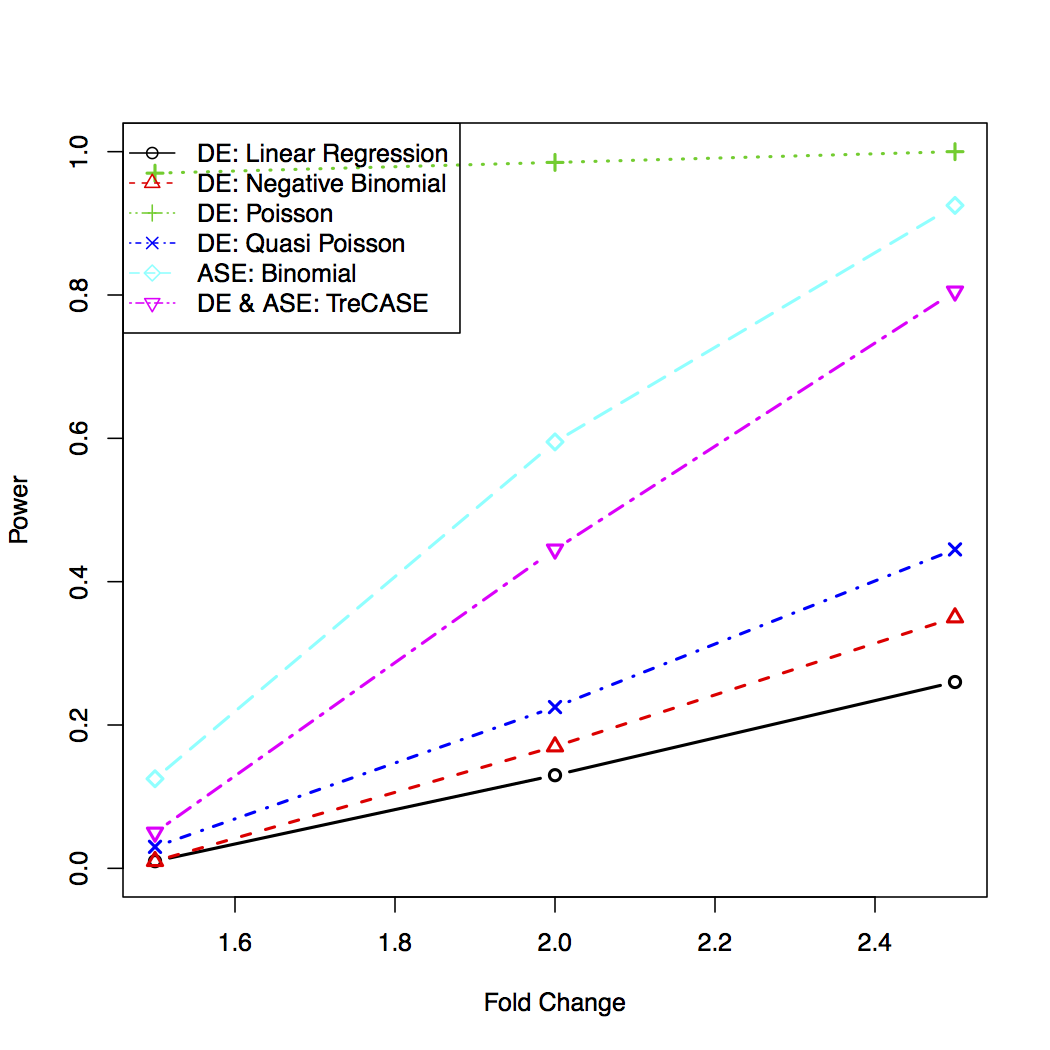 DE: Linear Regression
DE: Negative Binomial
DE: Poisson
DE: Quasi Poisson
ASE: Binomial
DE & ASE: TreCASE
1.0
0.8
0.6
0.4
0.2
0.0
Power
1.6 1.8 2.0 2.2 2.4
Fold Change